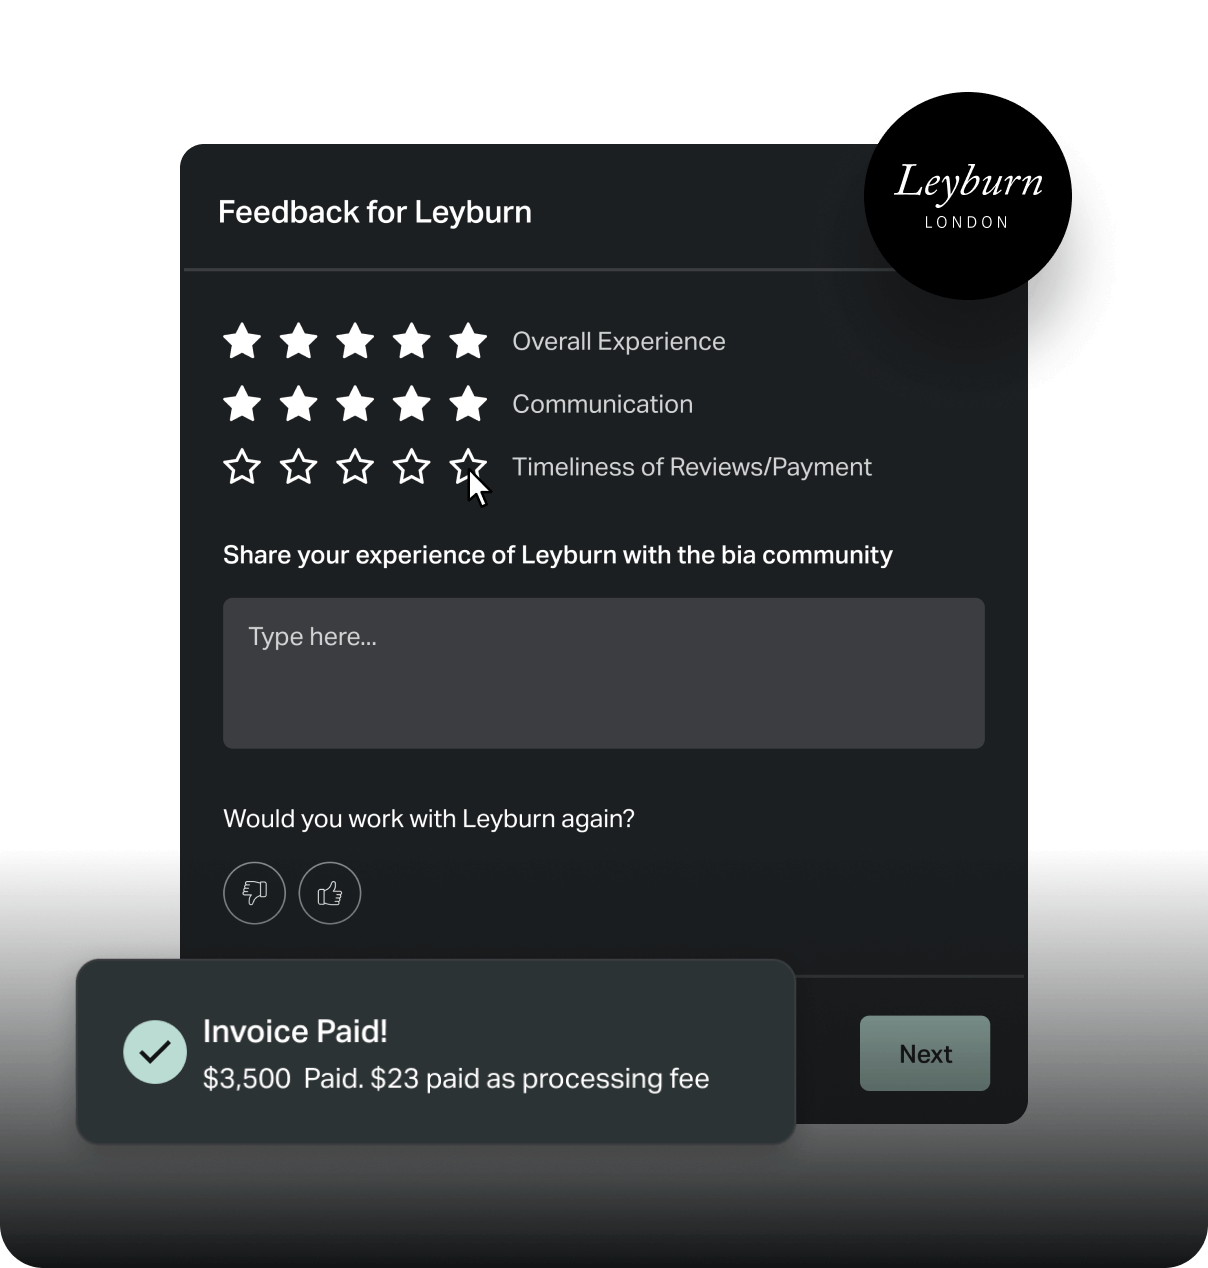 Leyburn
LONDON
Feedback for Leyburn
Overall Experience
Communication
Timeliness of Reviews/Payment
Share your experience of Leyburn with the bia community
Type here...
Would you work with Leyburn again?
Invoice Paid!
$3,500 Paid. $23 paid as processing fee
Next